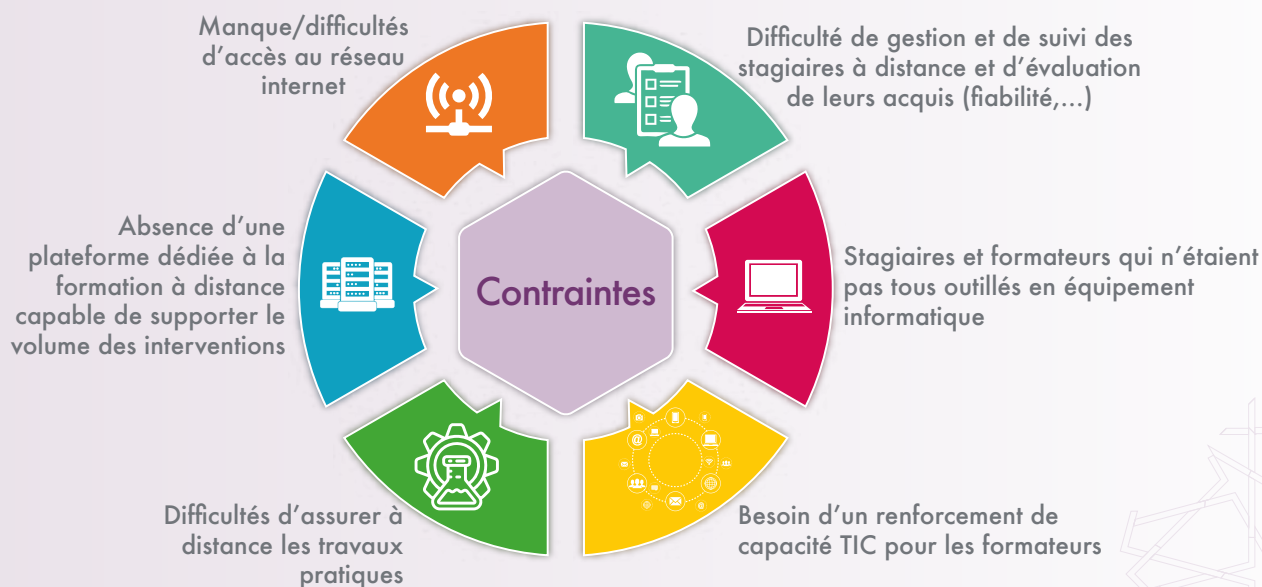 Manque/difficultés
d’accès au réseau
internet
Difficulté de gestion et de suivi des
stagiaires à distance et d’évaluation
de leurs acquis (fiabilité,...)
Absence d’une
plateforme dédiée à la
formation à distance
capable de supporter le
volume des interventions
Contraintes
Stagiaires et formateurs qui n’étaient
pas tous outillés en équipement
informatique
Difficultés d’assurer à
distance les travaux
pratiques
Besoin d’un renforcement de
capacité TIC pour les formateurs